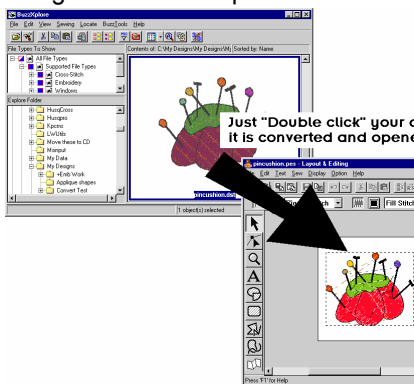 BuzzXplore
File Edit View Sewing Locate BuzzTools Help
File Types To Show
Contents of: C:\My Designs\My Designs\My
Sorted by: Name
All File Types
Supported File Types
Cross-Stitch
Embroidery
Windows
Explore Folder
HusqCross
Husqpro
Kpcms
LWUtils
Move these to CD
Momput
My Data
My Designs
+Emb Work
Applique shapes
Convert Test
pincushion.dst
1 object(s) selected
Just "Double click" your
it is converted and opene
pincushion.pes - Layout & Editing
File Edit Text Sew Display Option Help
Fill Stitch
Press 'F1' for Help